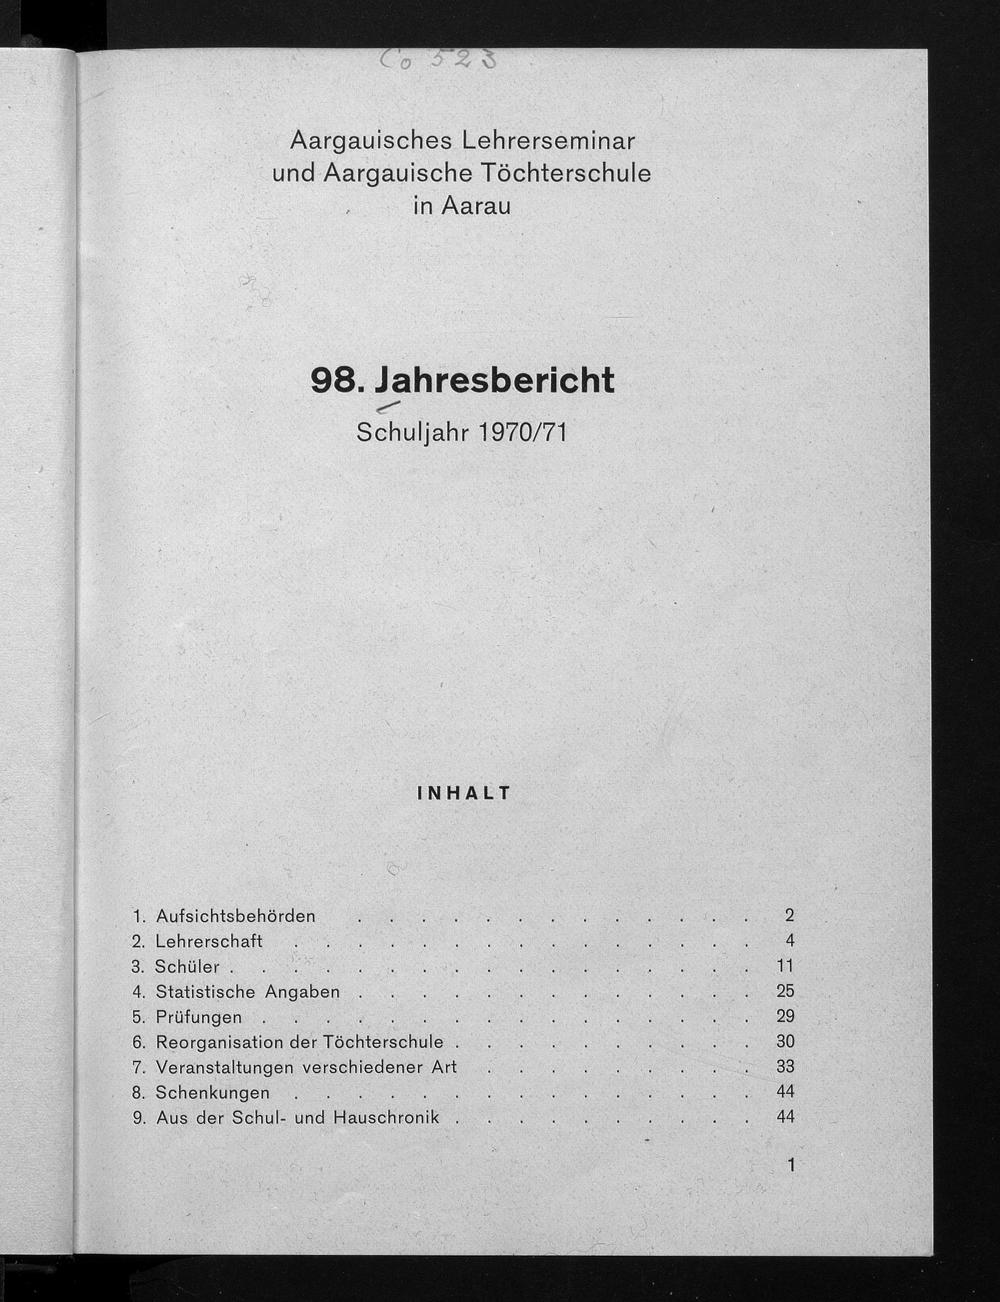 Co 523
Aargauisches Lehrerseminar
und Aargauische Töchterschule
in Aarau
98. Jahresbericht
Schuljahr 1970/71
INHALT
1. Aufsichtsbehörden . . . . . . . . . . . . . 2
2. Lehrerschaft . . . . . . . . . . . . . . . 4
3. Schüler . . . . . . . . . . . . . . . . . 11
4. Statistische Angaben . . . . . . . . . . . . . 25
5. Prüfungen . . . . . . . . . . . . . . . . 29
6. Reorganisation der Töchterschule . . . . . . . . . . 30
7. Veranstaltungen verschiedener Art . . . . . . . . . 33
8. Schenkungen . . . . . . . . . . . . . . . 44
9. Aus der Schul- und Hauschronik . . . . . . . . . . 44
1